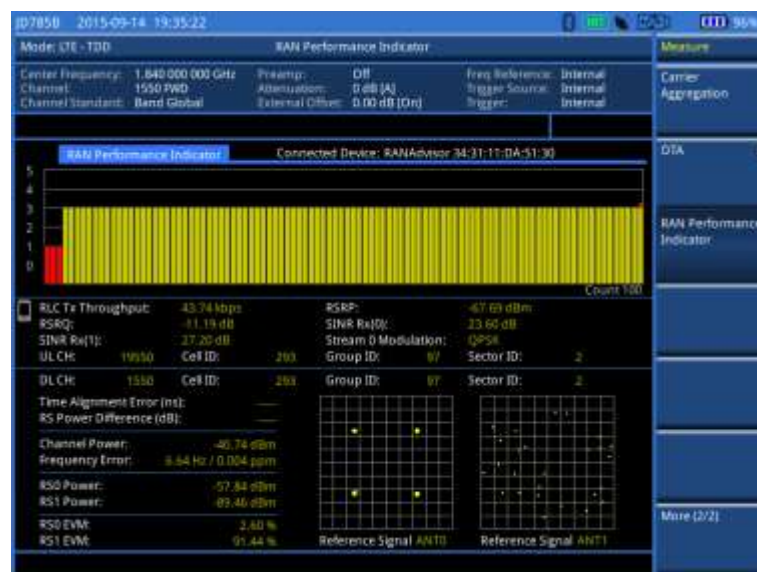 JD785B 2015-09-14 19:35:22
96%
Mode: LTE - TDD RAN Performance Indicator Measure
Center Frequency: 1.840 000 000 GHz Preamp: Off Freq Reference: Internal
Channel: 1550 FWD Attenuation: 0 dB [A] Trigger Source: Internal
Channel Standard: Band Global External Offset: 0.00 dB [On] Trigger: Internal
Carrier
Aggregation
OTA
RAN Performance
Indicator
More (2/2)
RAN Performance Indicator Connected Device: RANAdvisor 34:31:11:DA:51:30
5
4
3
2
1
0
Count 100
RLC Tx Throughput: 43.74 kbps RSRP: -67.69 dBm
RSRQ: -11.19 dB SINR Rx(0): 23.60 dB
SINR Rx(1): 27.20 dB Stream 0 Modulation: QPSK
UL CH: 19550 Cell ID: 293 Group ID: 97 Sector ID: 2
DL CH: 1550 Cell ID: 293 Group ID: 97 Sector ID: 2
Time Alignment Error (ns):
RS Power Difference (dB):
Channel Power: -40.74 dBm
Frequency Error: 6.64 Hz / 0.004 ppm
RS0 Power: -57.84 dBm
RS1 Power: -89.46 dBm
RS0 EVM: 2.60 %
RS1 EVM: 91.44 %
Reference Signal ANT0 Reference Signal ANT1